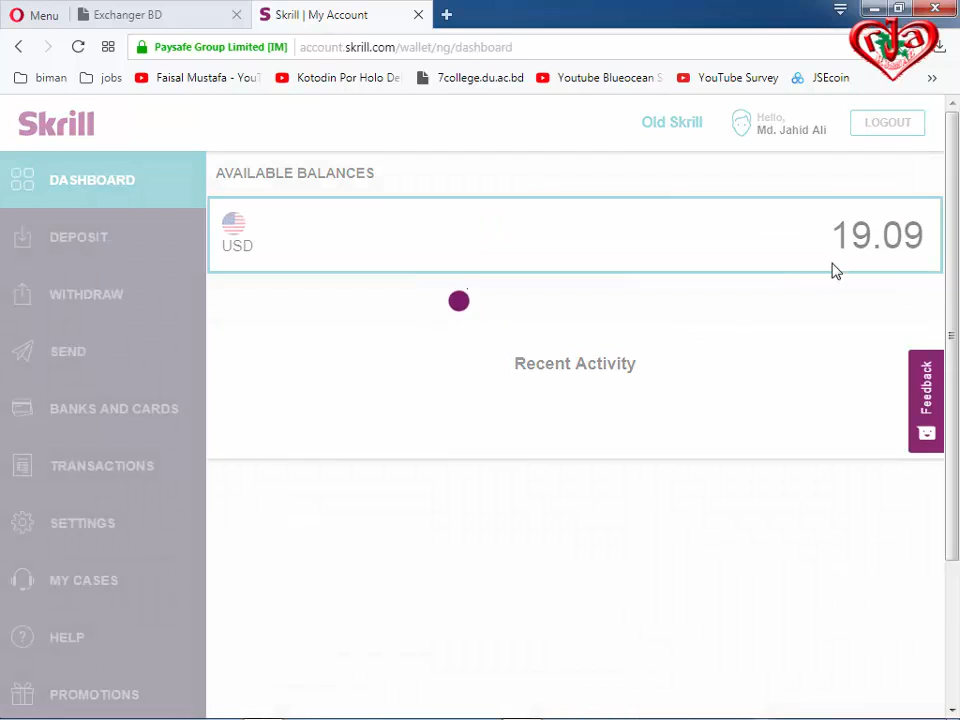 Menu
Exchanger BD
Skrill | My Account
Paysafe Group Limited [IM]
account.skrill.com/wallet/ng/dashboard
biman
jobs
Faisal Mustafa - You
Kotodin Por Holo De
7college.du.ac.bd
Youtube Blueocean S
YouTube Survey
JSEcoin
rja
Skrill
Old Skrill
Hello,
Md. Jahid Ali
LOGOUT
DASHBOARD
DEPOSIT
WITHDRAW
SEND
BANKS AND CARDS
TRANSACTIONS
SETTINGS
MY CASES
HELP
PROMOTIONS
AVAILABLE BALANCES
USD
19.09
Recent Activity
Feedback